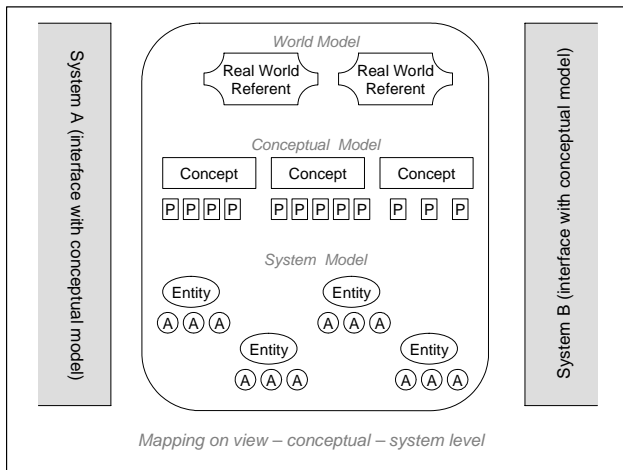 System A (interface with conceptual model)
World Model
Real World Referent
Real World Referent
Conceptual Model
Concept
Concept
Concept
P P P P
P P P P P
P P P
System Model
Entity
A A A
Entity
A A A
Entity
A A A
Entity
A A A
System B (interface with conceptual model)
Mapping on view – conceptual – system level